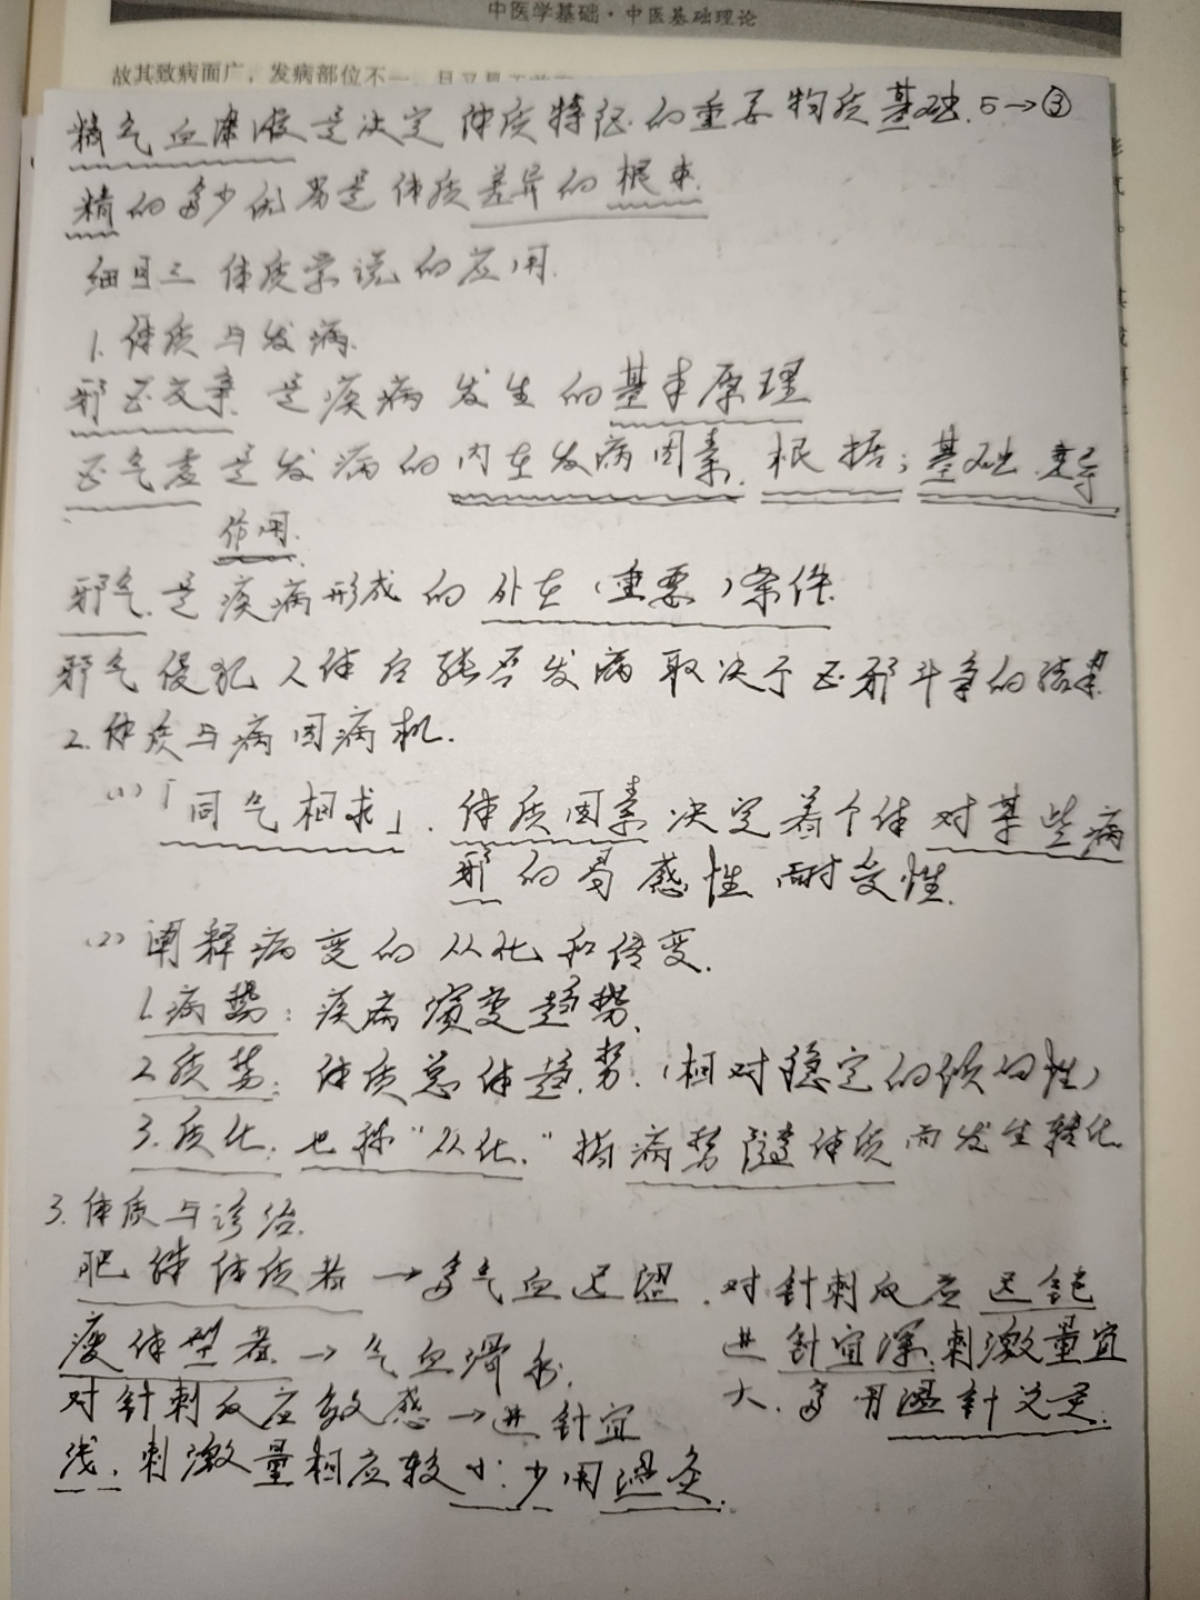 中医学基础·中医基础理论
故其致病面广，发病部位不一
精气血津液是决定体质特征的重要物质基础.5→③
精的多少优劣是体质差异的根本.
细目三 体质学说的应用.
1.体质与发病.
邪正交争 是疾病发生的基本原理
正气虚是发病的内在发病因素.根据;基础.主导
作用.
邪气.是疾病形成的外在(重要)条件.
邪气侵犯人体后能否发病取决于正邪斗争的结果
2.体质与病因病机.
(1)「同气相求」.体质因素决定着个体对某些病
邪的易感性 耐受性.
(2)阐释病变的从化和传变.
1.病势:疾病演变趋势.
2.质势:体质总体趋势.(相对稳定的倾向性)
3.质化:也称"从化."指病势随体质而发生转化.
3.体质与诊治.
肥胖体质者→多气血迟涩.对针刺反应迟钝
瘦体型者.→气血滑利.
进针宜深.刺激量宜
对针刺反应敏感→进针宜
大.多用温针艾灸.
浅.刺激量相应较小.少用温灸.